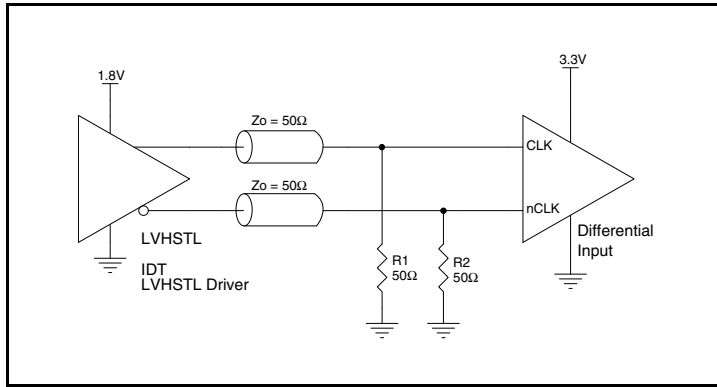 1.8V
3.3V
Zo = 50Ω
CLK
Zo = 50Ω
nCLK
LVHSTL
Differential
Input
IDT
LVHSTL Driver
R1
50Ω
R2
50Ω